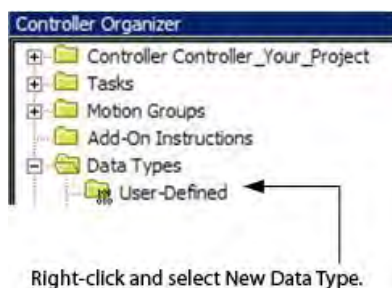 Controller Organizer
Controller Controller_Your_Project
Tasks
Motion Groups
Add-On Instructions
Data Types
User-Defined
Right-click and select New Data Type.